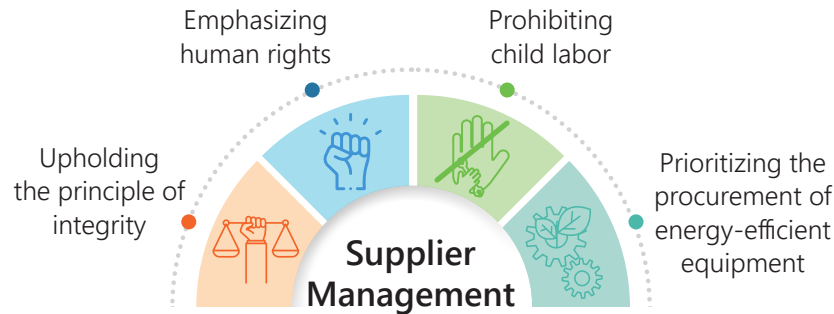 Emphasizing
human rights
Prohibiting
child labor
Upholding
the principle of
integrity
Prioritizing the
procurement of
energy-efficient
equipment
Supplier
Management